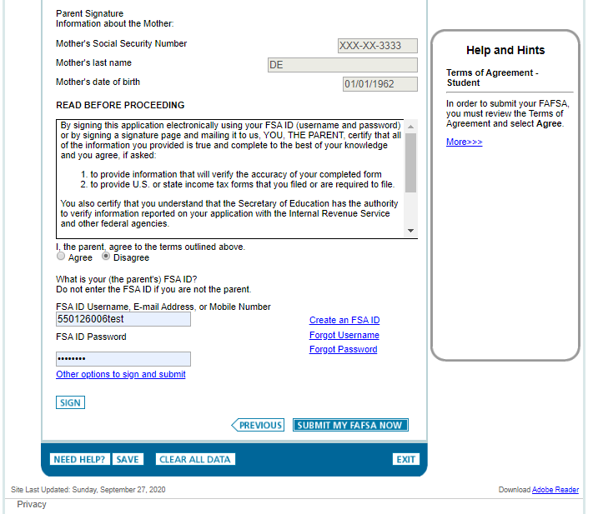 Parent Signature
Information about the Mother:
Mother's Social Security Number
XXX-XX-3333
Mother's last name
DE
Mother's date of birth
01/01/1962
READ BEFORE PROCEEDING
By signing this application electronically using your FSA ID (username and password)
or by signing a signature page and mailing it to us, YOU, THE PARENT, certify that all
of the information you provided is true and complete to the best of your knowledge
and you agree, if asked:
1. to provide information that will verify the accuracy of your completed form
2. to provide U.S. or state income tax forms that you filed or are required to file.
You also certify that you understand that the Secretary of Education has the authority
to verify information reported on your application with the Internal Revenue Service
and other federal agencies.
I, the parent, agree to the terms outlined above.
Agree Disagree
What is your (the parent's) FSA ID?
Do not enter the FSA ID if you are not the parent.
FSA ID Username, E-mail Address, or Mobile Number
550126006test
Create an FSA ID
FSA ID Password
Forgot Username
Forgot Password
••••••••
Other options to sign and submit
SIGN
PREVIOUS
SUBMIT MY FAFSA NOW
NEED HELP? SAVE CLEAR ALL DATA EXIT
Help and Hints
Terms of Agreement -
Student
In order to submit your FAFSA,
you must review the Terms of
Agreement and select Agree.
More>>>
Site Last Updated: Sunday, September 27, 2020
Download Adobe Reader
Privacy